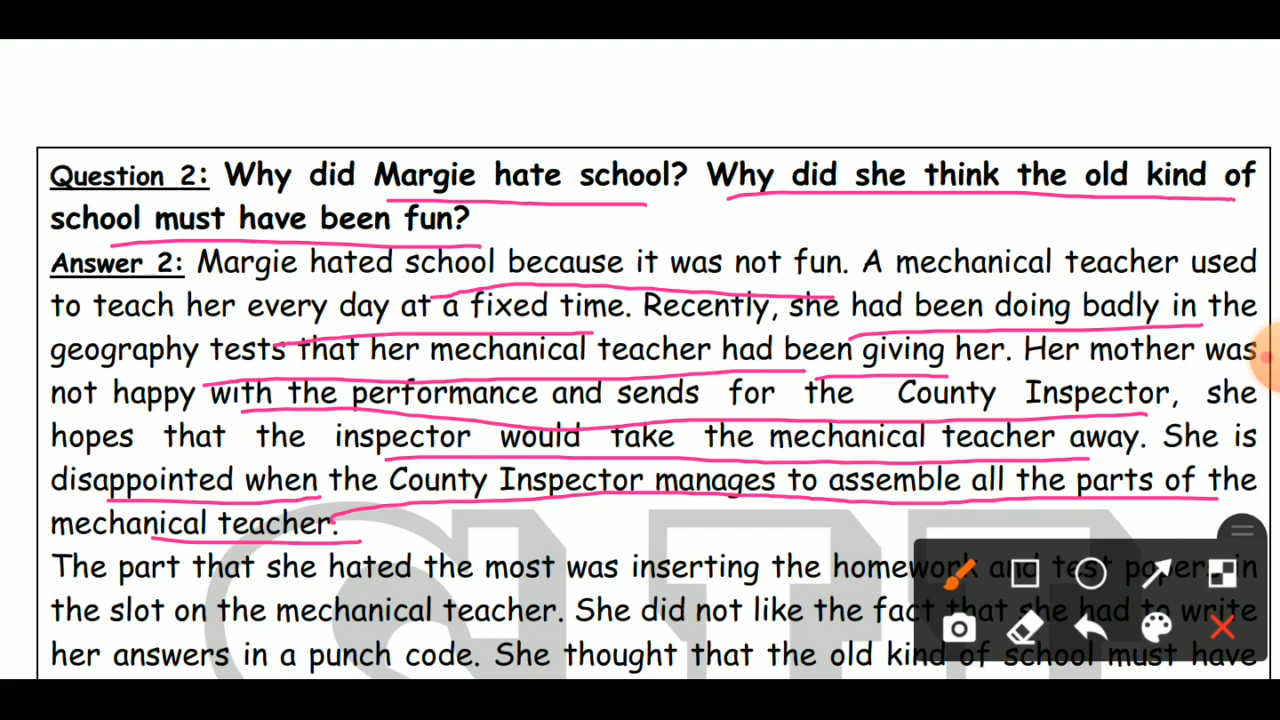 Question 2: Why did Margie hate school? Why did she think the old kind of
school must have been fun?
Answer 2: Margie hated school because it was not fun. A mechanical teacher used
to teach her every day at a fixed time. Recently, she had been doing badly in the
geography tests that her mechanical teacher had been giving her. Her mother was
not happy with the performance and sends for the County Inspector, she
hopes that the inspector would take the mechanical teacher away. She is
disappointed when the County Inspector manages to assemble all the parts of the
mechanical teacher.
The part that she hated the most was inserting the homework and test papers in
the slot on the mechanical teacher. She did not like the fact that she had to write
her answers in a punch code. She thought that the old kind of school must have